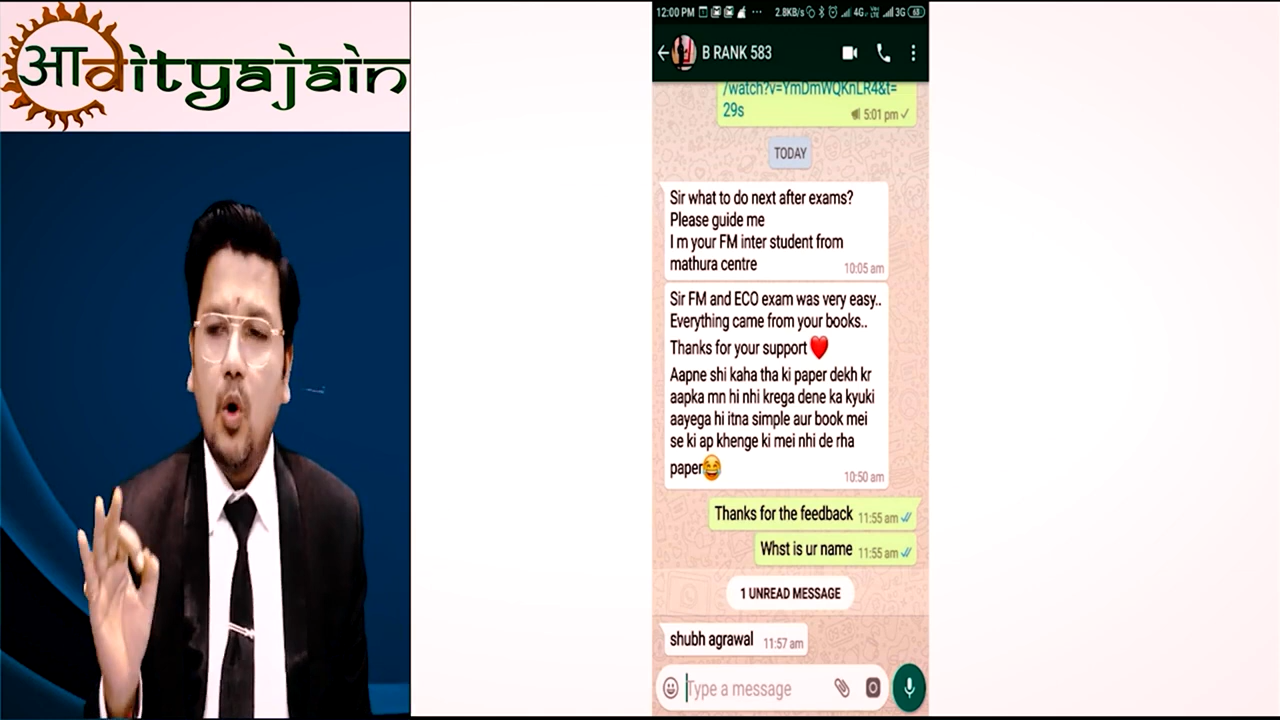 आdityajain
12:00 PM ... 2.8KB/s 4G VoLTE 3G 63
B RANK 583
/watch?v=YmDmWQKnLR4&t=
29s
5:01 pm
TODAY
Sir what to do next after exams?
Please guide me
I m your FM inter student from
mathura centre
10:05 am
Sir FM and ECO exam was very easy..
Everything came from your books..
Thanks for your support ❤️
Aapne shi kaha tha ki paper dekh kr
aapka mn hi nhi krega dene ka kyuki
aayega hi itna simple aur book mei
se ki ap khenge ki mei nhi de rha
paper😂
10:50 am
Thanks for the feedback 11:55 am
Whst is ur name 11:55 am
1 UNREAD MESSAGE
shubh agrawal 11:57 am
Type a message